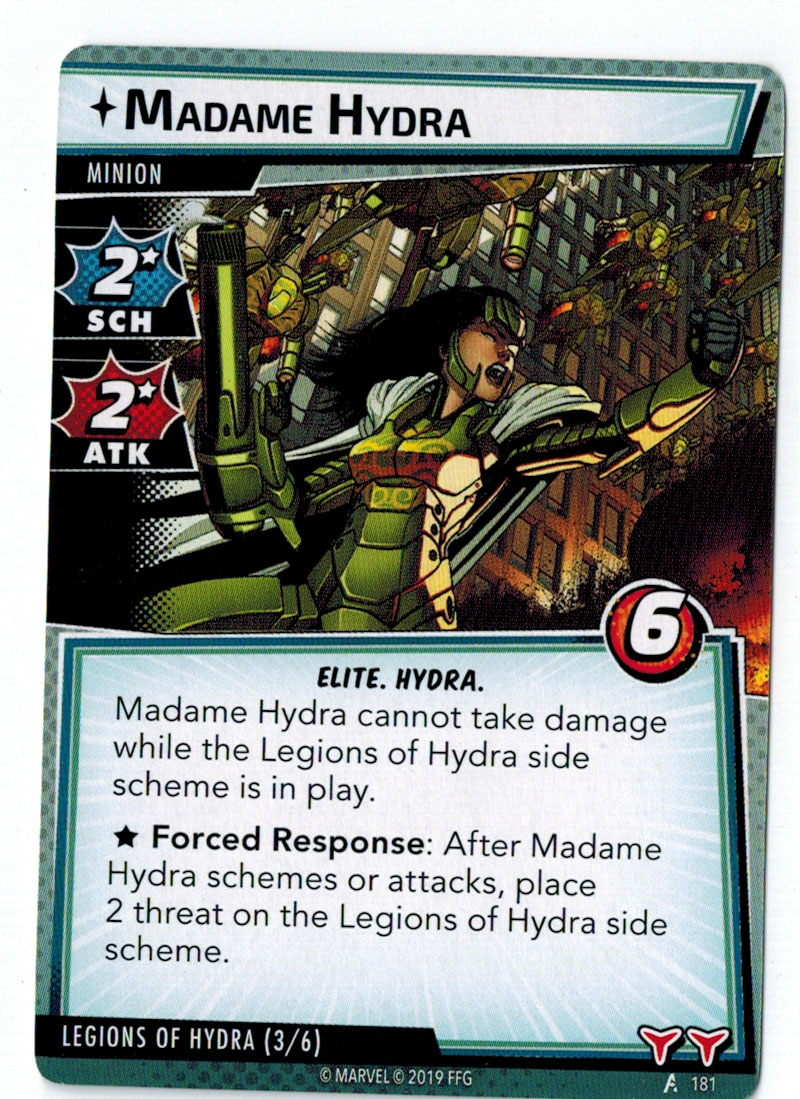 MADAME HYDRA
MINION
2
SCH
2
ATK
6
ELITE. HYDRA.
Madame Hydra cannot take damage
while the Legions of Hydra side
scheme is in play.
★ Forced Response: After Madame
Hydra schemes or attacks, place
2 threat on the Legions of Hydra side
scheme.
LEGIONS OF HYDRA (3/6)
© MARVEL © 2019 FFG
181